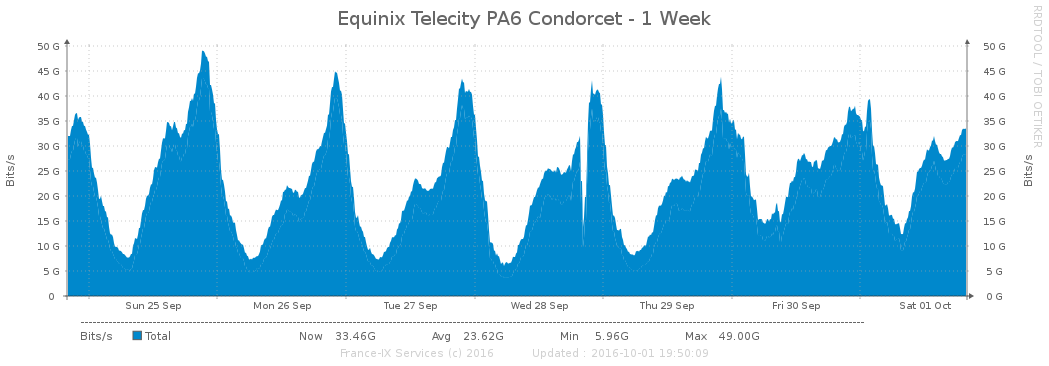 Equinix Telecity PA6 Condorcet - 1 Week
RRDTOOL / TOBI OETIKER
50 G 50 G
45 G 45 G
40 G 40 G
35 G 35 G
30 G 30 G
25 G 25 G
20 G 20 G
15 G 15 G
10 G 10 G
5 G 5 G
0 0 G
Bits/s
Bits/s
Sun 25 Sep Mon 26 Sep Tue 27 Sep Wed 28 Sep Thu 29 Sep Fri 30 Sep Sat 01 Oct
Bits/s Total Now 33.46G Avg 23.62G Min 5.96G Max 49.00G
France-IX Services (c) 2016 Updated : 2016-10-01 19:50:09